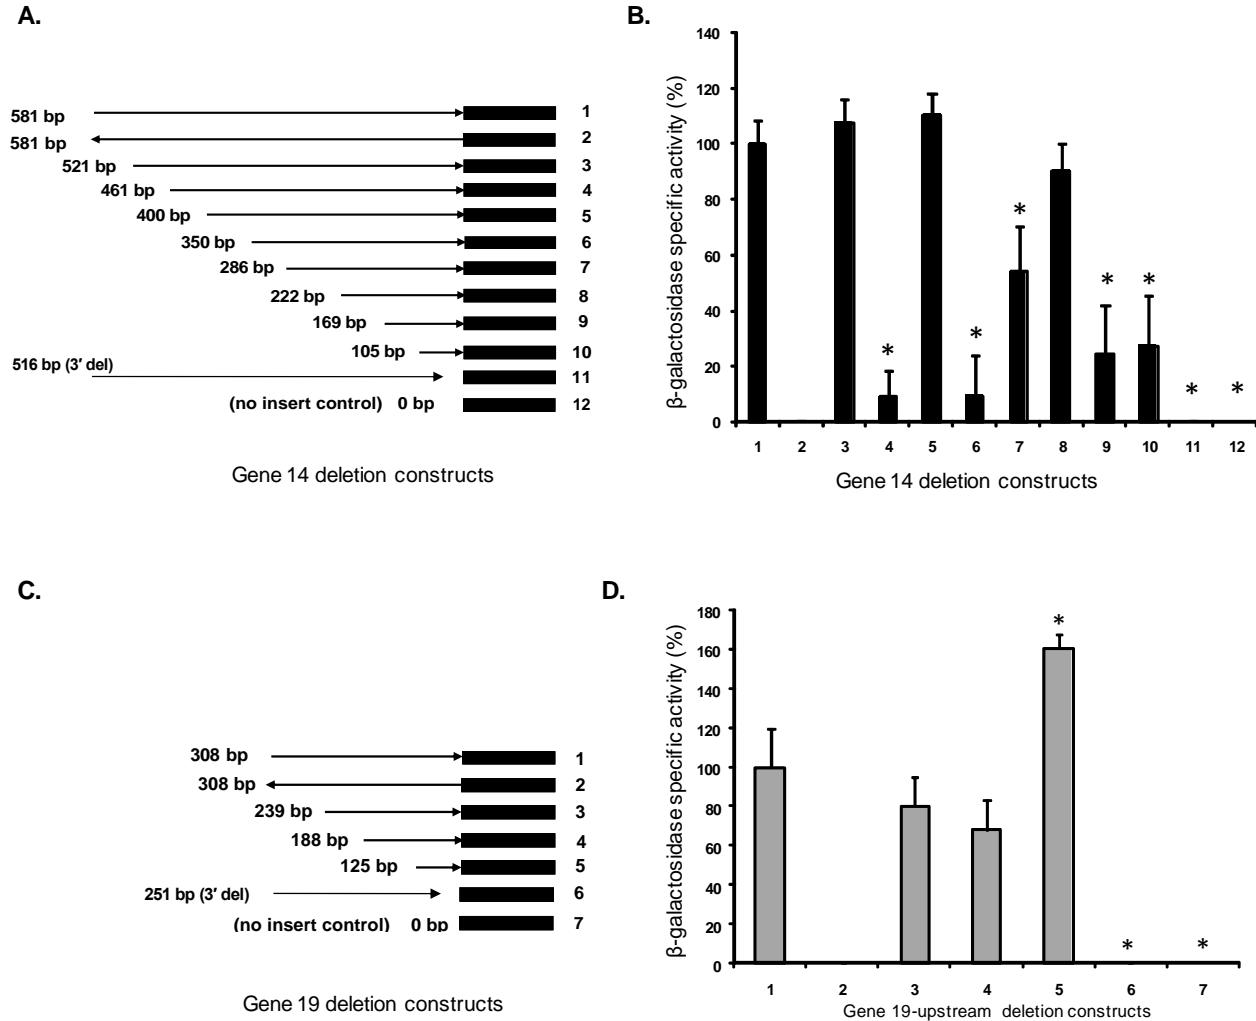 A.
581 bp 1
581 bp 2
521 bp 3
461 bp 4
400 bp 5
350 bp 6
286 bp 7
222 bp 8
169 bp 9
105 bp 10
516 bp (3′ del) 11
(no insert control) 0 bp 12
Gene 14 deletion constructs
B.
β-galactosidase specific activity (%)
140
120
100
80
60
40
20
0
* * * * * * *
1 2 3 4 5 6 7 8 9 10 11 12
Gene 14 deletion constructs
C.
308 bp 1
308 bp 2
239 bp 3
188 bp 4
125 bp 5
251 bp (3′ del) 6
(no insert control) 0 bp 7
Gene 19 deletion constructs
D.
β-galactosidase specific activity (%)
180
160
140
120
100
80
60
40
20
0
* * *
1 2 3 4 5 6 7
Gene 19-upstream deletion constructs